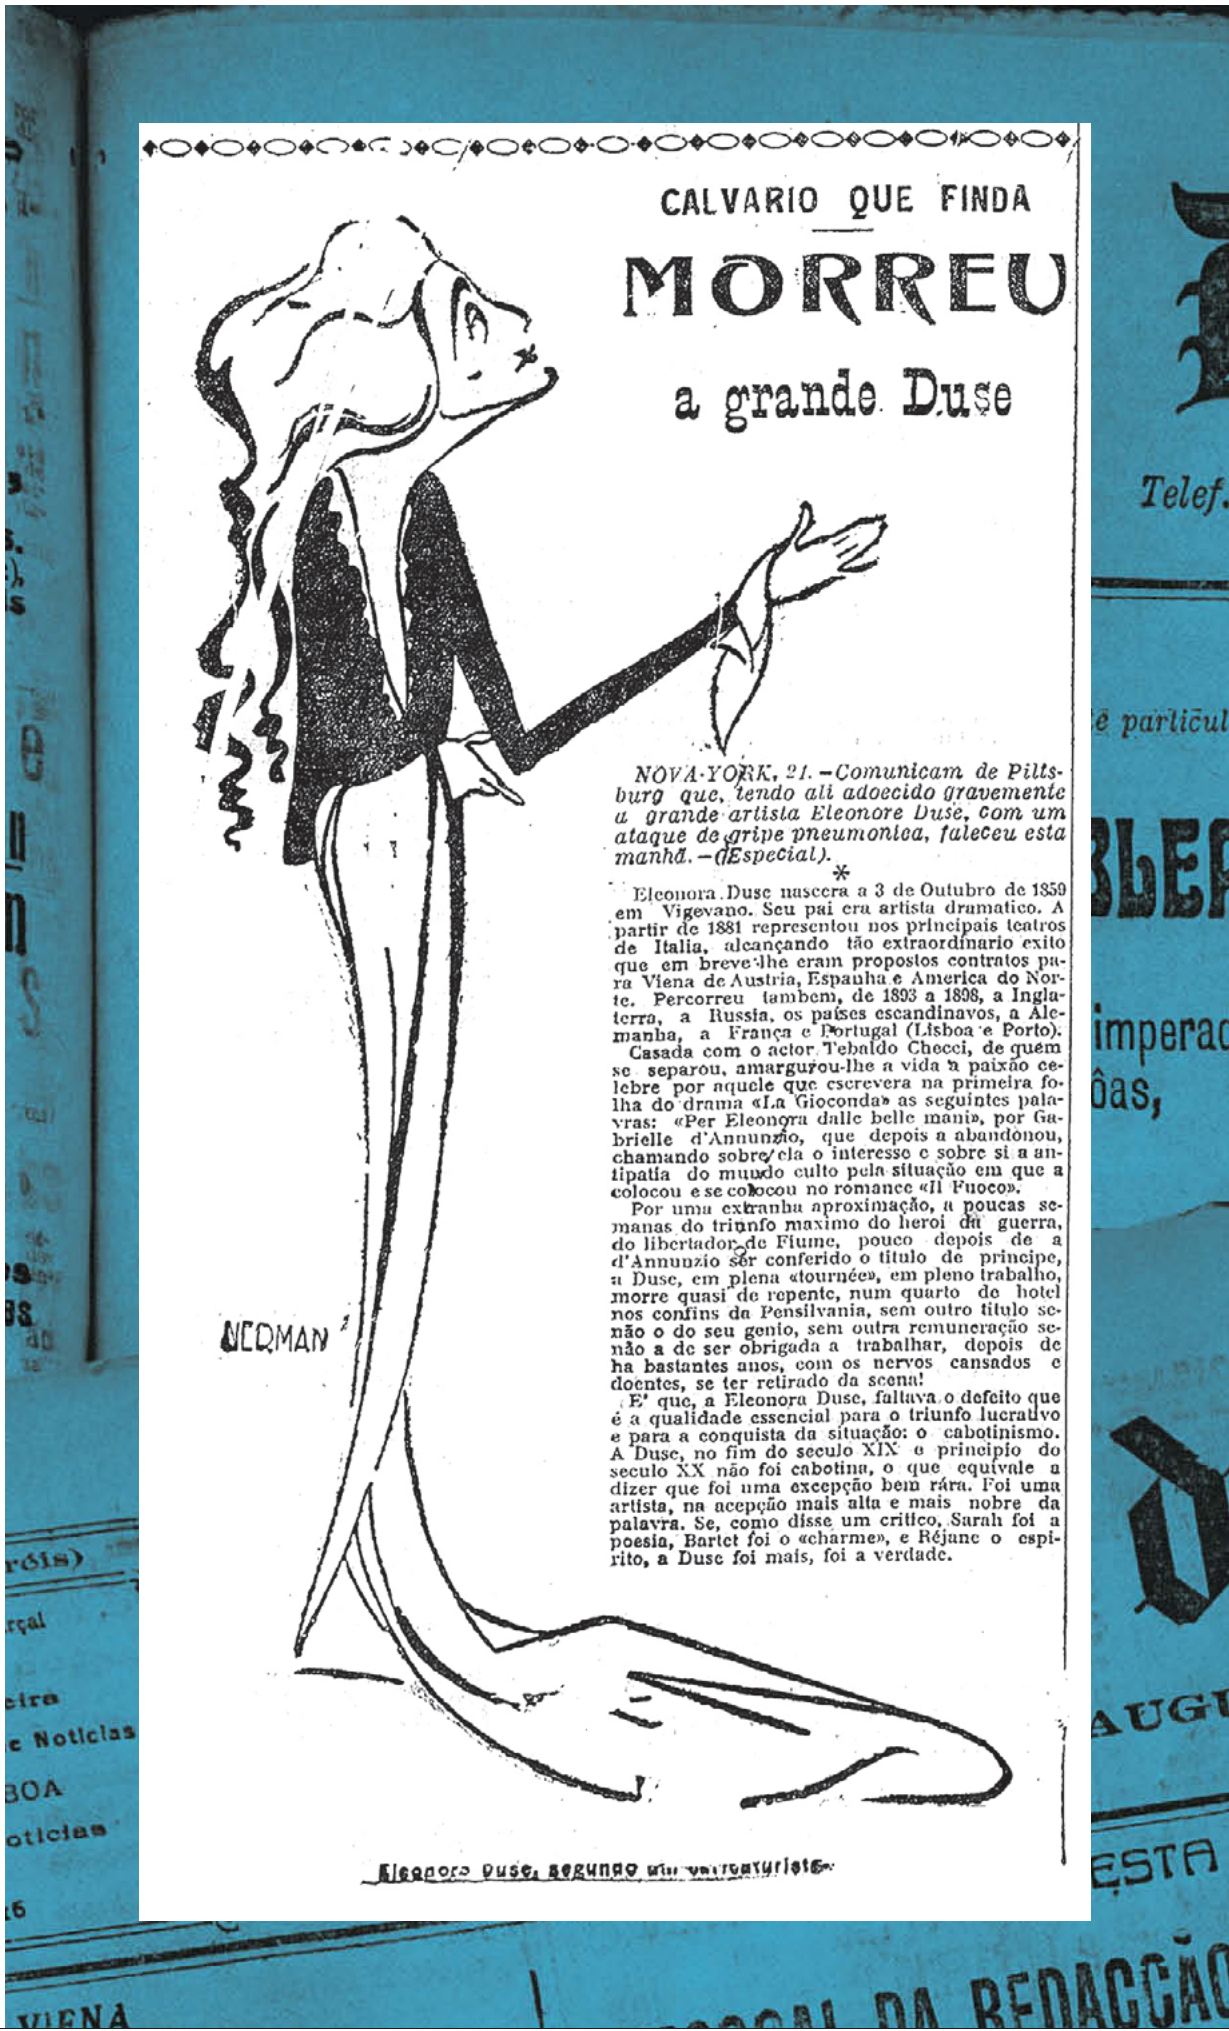 CALVARIO QUE FINDA
MORREU
a grande Duse
NOVA-YORK, 21. —Comunicam de Pitts-
burg que, tendo ali adoecido gravemente
a grande artista Eleonore Duse, com um
ataque de gripe pneumonica, faleceu esta
manhã. —(Especial).
*
Eleonora Duse nascera a 3 de Outubro de 1859
em Vigevano. Seu pai era artista dramatico. A
partir de 1881 representou nos principais teatros
de Italia, alcançando tão extraordinario exito
que em breve lhe eram propostos contratos pa-
ra Viena de Austria, Espanha e America do Nor-
te. Percorreu tambem, de 1893 a 1898, a Ingla-
terra, a Russia, os países escandinavos, a Ale-
manha, a França e Portugal (Lisboa e Porto).
Casada com o actor Tebaldo Checci, de quem
se separou, amargurou-lhe a vida a paixão ce-
lebre por aquele que escrevera na primeira fo-
lha do drama «La Gioconda» as seguintes pala-
vras: «Per Eleonora dalle belle mani», por Ga-
brielle d'Annunzio, que depois a abandonou,
chamando sobre ela o interesse e sobre si a an-
tipatia do mundo culto pela situação em que a
colocou e se colocou no romance «Il Fuoco».
Por uma extranha aproximação, a poucas se-
manas do triunfo maximo do heroi da guerra,
do libertador de Fiume, pouco depois de a
d'Annunzio ser conferido o titulo de principe,
a Duse, em plena «tournée», em pleno trabalho,
morre quasi de repente, num quarto de hotel
nos confins da Pensilvania, sem outro titulo se-
não o do seu genio, sem outra remuneração se-
não a de ser obrigada a trabalhar, depois de
ha bastantes anos, com os nervos cansados e
doentes, se ter retirado da scena!
E' que, a Eleonora Duse, faltava o defeito que
é a qualidade essencial para o triunfo lucrativo
e para a conquista da situação: o cabotinismo.
A Duse, no fim do seculo XIX e principio do
seculo XX não foi cabotina, o que equivale a
dizer que foi uma excepção bem rára. Foi uma
artista, na acepção mais alta e mais nobre da
palavra. Se, como disse um critico, Sarah foi a
poesia, Bartet foi o «charme», e Réjane o espi-
rito, a Duse foi mais, foi a verdade.
NERMAN
Eleonora Duse, segundo um caricaturista
Telef.
é particul
BLEA
imperad
ôas,
róis)
rçal
eira
e Noticias
BOA
oticias
16
AUGU
ESTA
VIENA
DA REDACÇÃO